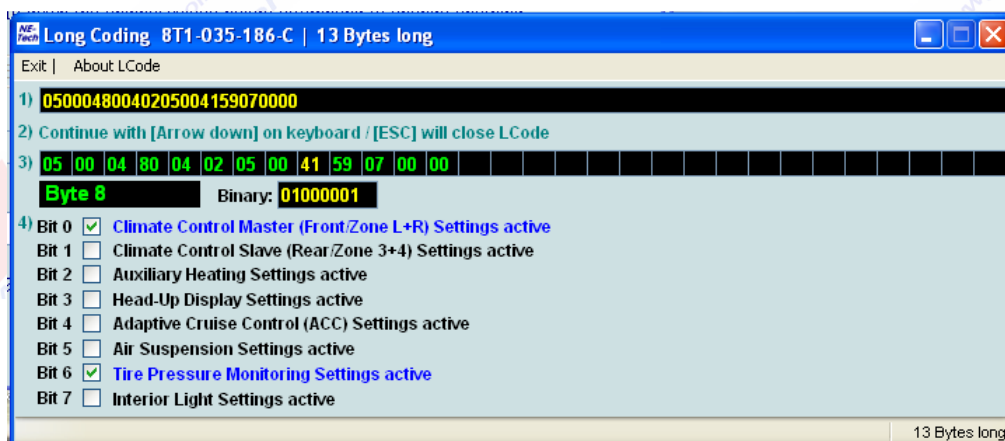 NE-Tech Long Coding 8T1-035-186-C | 13 Bytes long
Exit | About LCode
1) 05000480040205004159070000
2) Continue with [Arrow down] on keyboard / [ESC] will close LCode
3) 05 00 04 80 04 02 05 00 41 59 07 00 00
Byte 8 Binary: 01000001
4) Bit 0 Climate Control Master (Front/Zone L+R) Settings active
Bit 1 Climate Control Slave (Rear/Zone 3+4) Settings active
Bit 2 Auxiliary Heating Settings active
Bit 3 Head-Up Display Settings active
Bit 4 Adaptive Cruise Control (ACC) Settings active
Bit 5 Air Suspension Settings active
Bit 6 Tire Pressure Monitoring Settings active
Bit 7 Interior Light Settings active
13 Bytes long